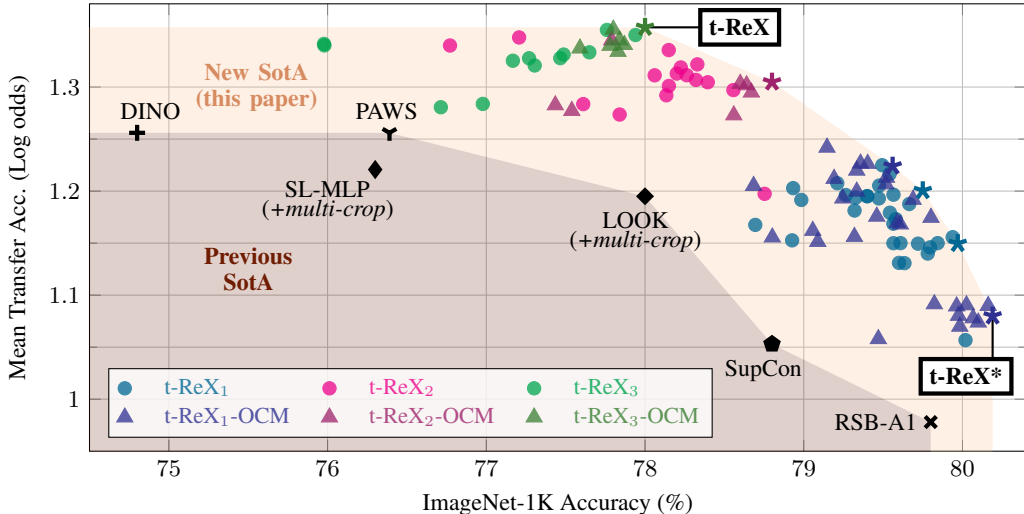 t-ReX
New SotA
(this paper)
DINO
PAWS
SL-MLP
(+multi-crop)
LOOK
(+multi-crop)
Previous
SotA
SupCon
t-ReX*
RSB-A1
t-ReX1 t-ReX2 t-ReX3
t-ReX1-OCM t-ReX2-OCM t-ReX3-OCM
Mean Transfer Acc. (Log odds)
1.3
1.2
1.1
1
75 76 77 78 79 80
ImageNet-1K Accuracy (%)